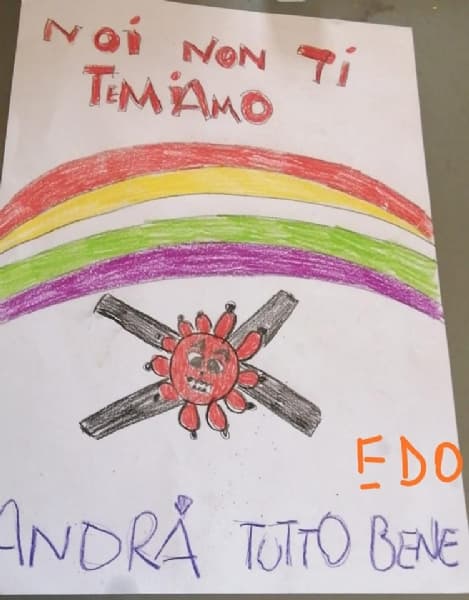 NOi NON Ti
TEMiAMO
EDO
ANDRÀ TUTTO BENE